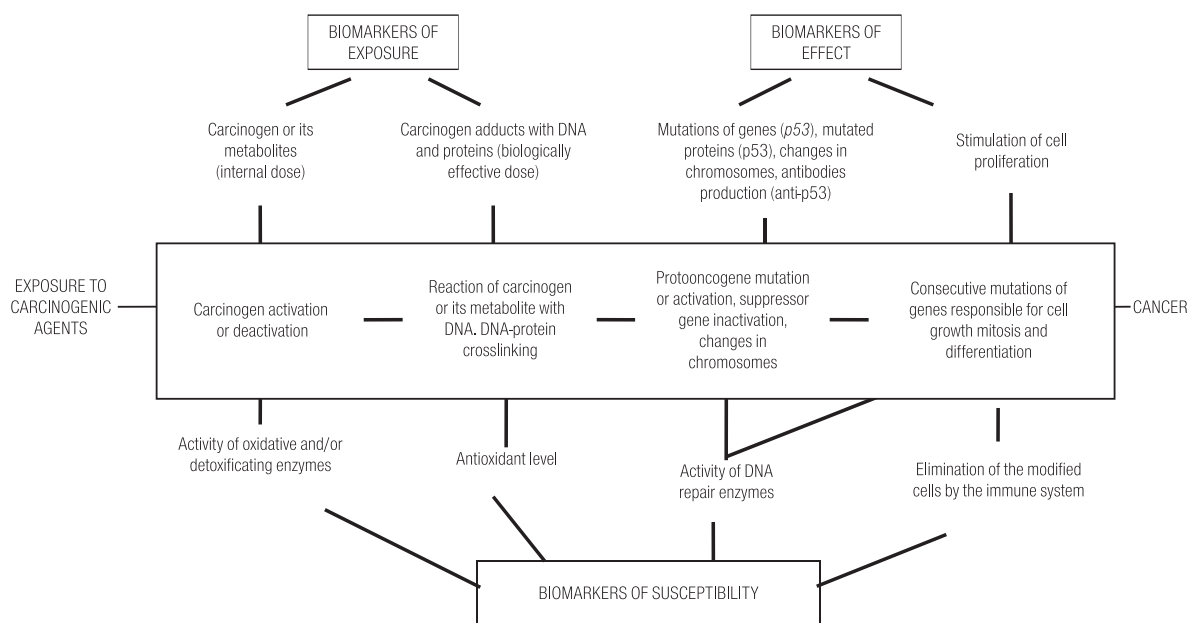 BIOMARKERS OF
EXPOSURE
BIOMARKERS OF
EFFECT
Carcinogen or its
metabolites
(internal dose)
Carcinogen adducts with DNA
and proteins (biologically
effective dose)
Mutations of genes (p53), mutated
proteins (p53), changes in
chromosomes, antibodies
production (anti-p53)
Stimulation of cell
proliferation
EXPOSURE TO
CARCINOGENIC
AGENTS
Carcinogen activation
or deactivation
Reaction of carcinogen
or its metabolite with
DNA. DNA-protein
crosslinking
Protooncogene mutation
or activation, suppressor
gene inactivation,
changes in
chromosomes
Consecutive mutations of
genes responsible for cell
growth mitosis and
differentiation
CANCER
Activity of oxidative and/or
detoxificating enzymes
Antioxidant level
Activity of DNA
repair enzymes
Elimination of the modified
cells by the immune system
BIOMARKERS OF SUSCEPTIBILITY